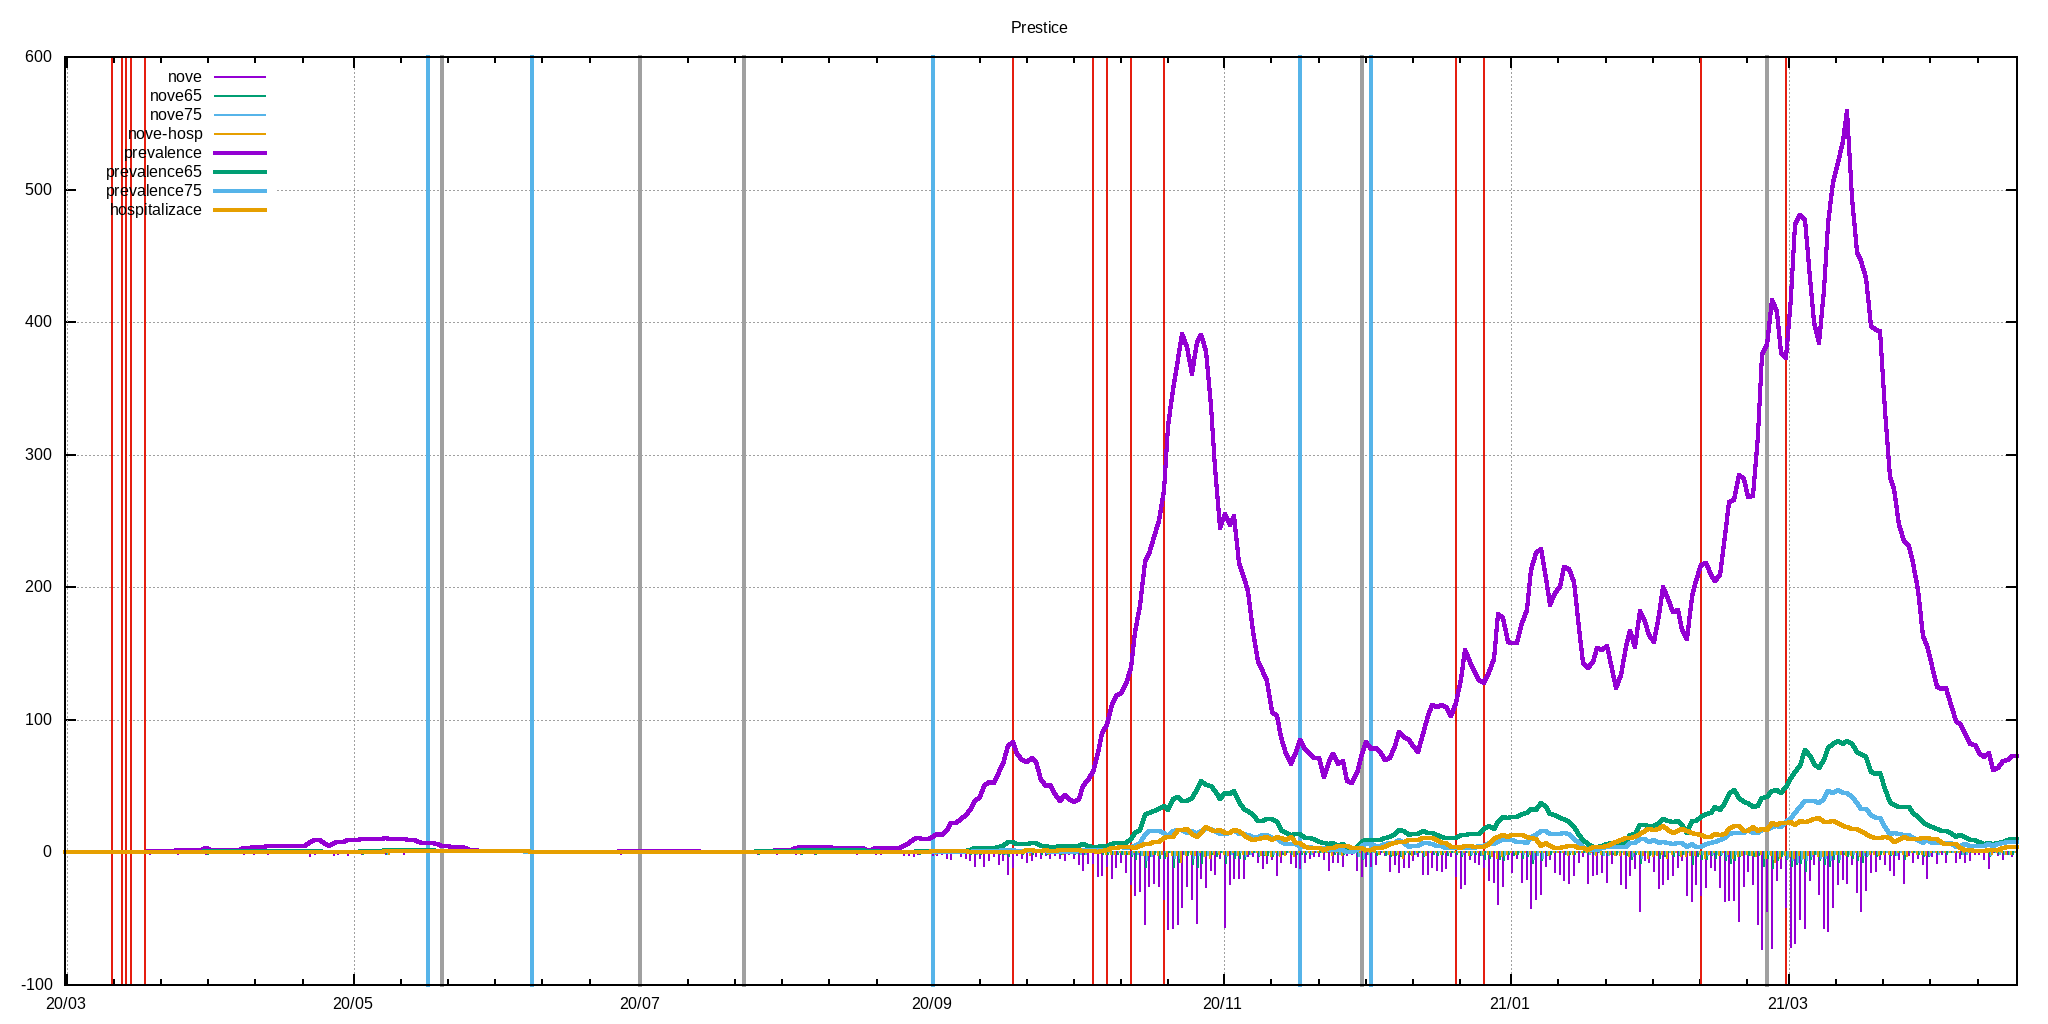 Prestice
600
500
400
300
200
100
0
-100
nove
nove65
nove75
nove-hosp
prevalence
prevalence65
prevalence75
hospitalizace
20/03
20/05
20/07
20/09
20/11
21/01
21/03